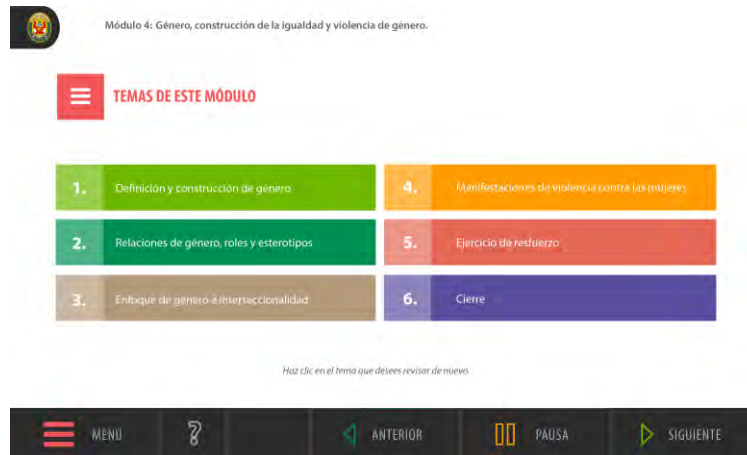 Módulo 4: Género, construcción de la igualdad y violencia de género.
TEMAS DE ESTE MÓDULO
1. Definición y construcción de género
2. Relaciones de género, roles y esterotipos
3. Enfoque de género e interseccionalidad
4. Manifestaciones de violencia contra las mujeres
5. Ejercicio de resfuerzo
6. Cierre
Haz clic en el tema que desees revisar de nuevo.
MENÚ ? ANTERIOR PAUSA SIGUIENTE